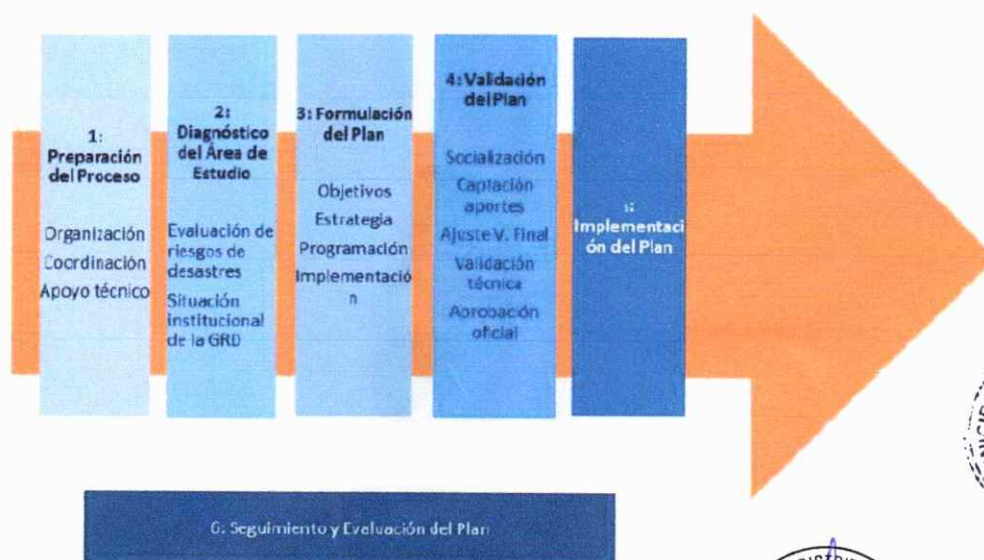 1:
Preparación
del Proceso
Organización
Coordinación
Apoyo técnico
2:
Diagnóstico
del Área de
Estudio
Evaluación de
riesgos de
desastres
Situación
institucional
de la GRD
3: Formulación
del Plan
Objetivos
Estrategia
Programación
Implementació
n
4: Validación
del Plan
Socialización
Captación
aportes
Ajuste V. Final
Validación
técnica
Aprobación
oficial
Implementaci
ón del Plan
6: Seguimiento y Evaluación del Plan